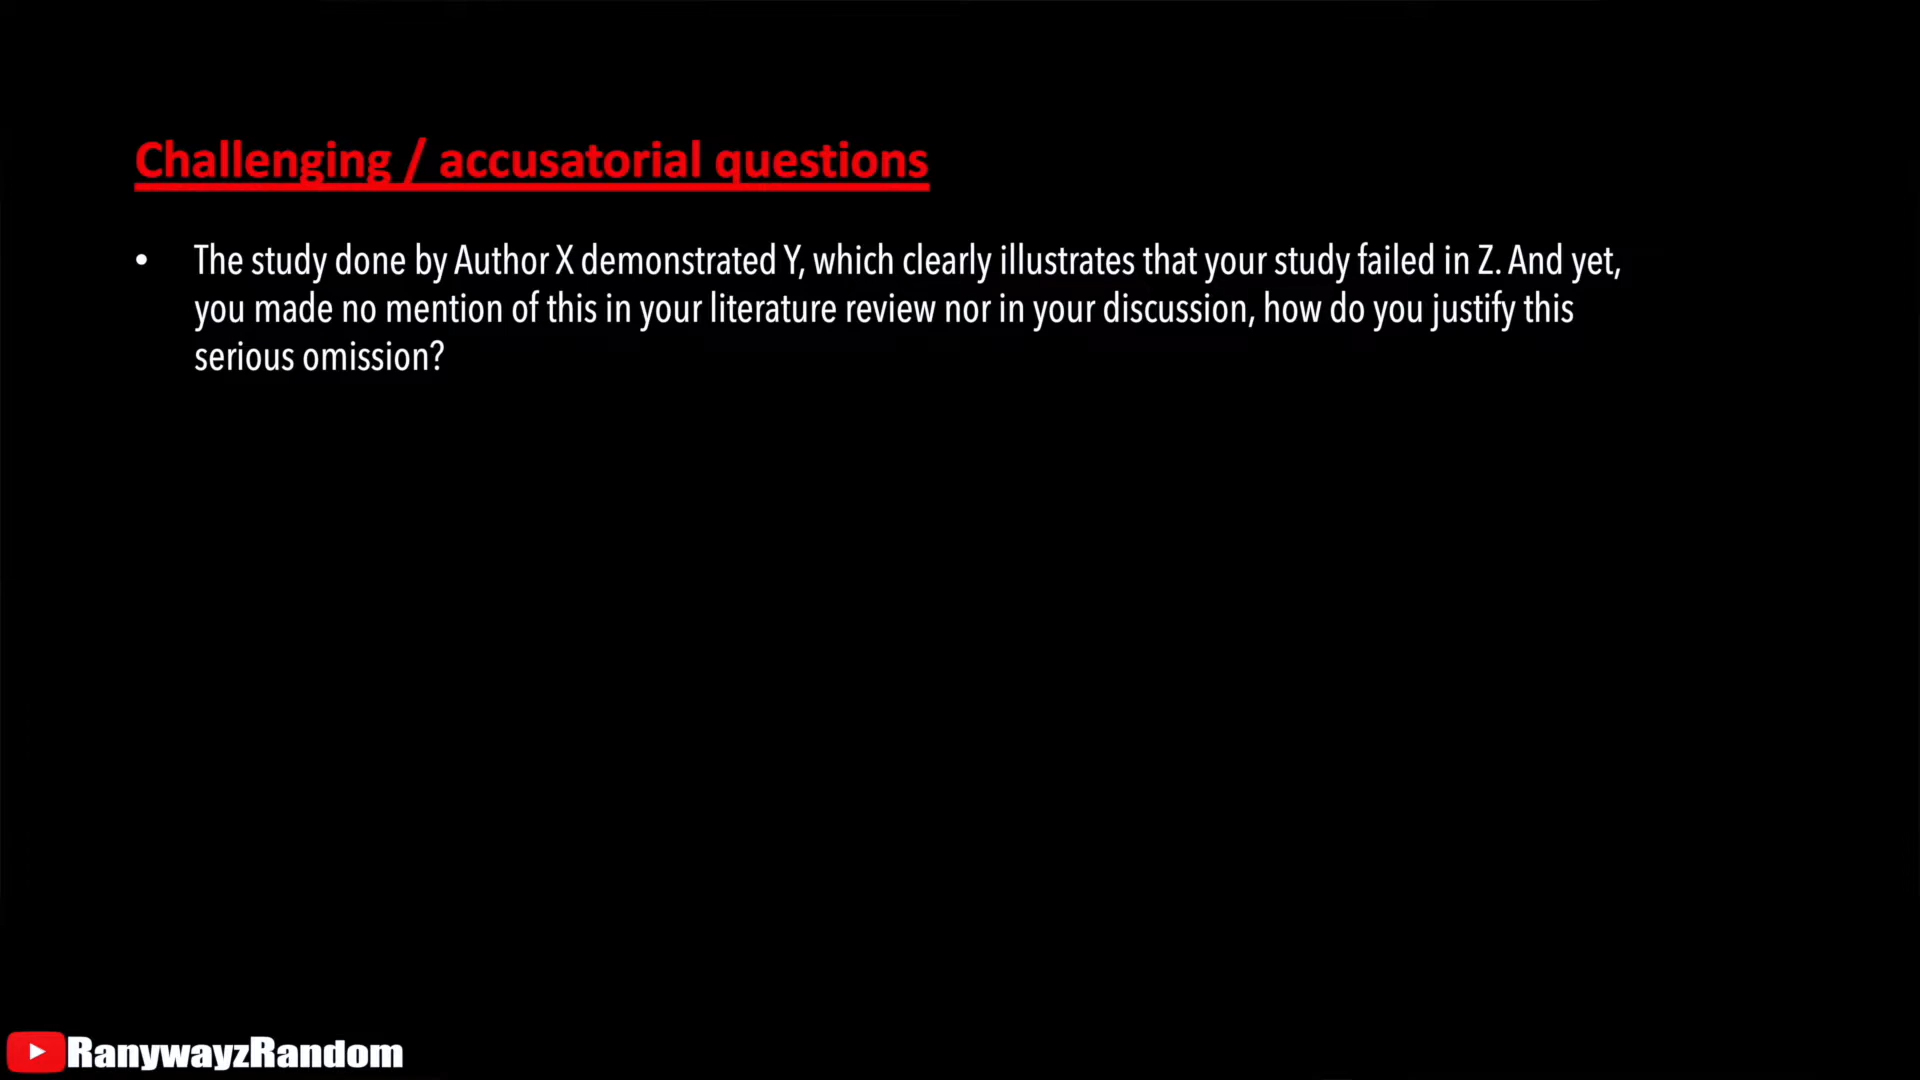 Challenging / accusatorial questions
• The study done by Author X demonstrated Y, which clearly illustrates that your study failed in Z. And yet,
you made no mention of this in your literature review nor in your discussion, how do you justify this
serious omission?
RanywayzRandom